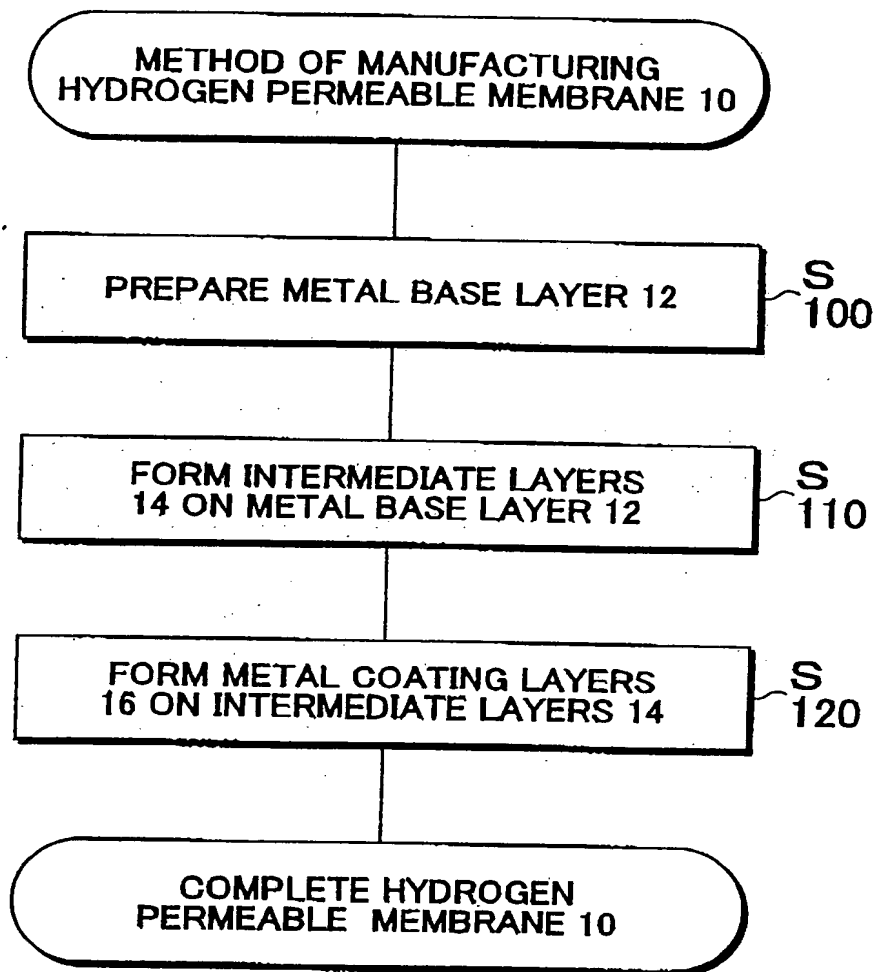 METHOD OF MANUFACTURING
HYDROGEN PERMEABLE MEMBRANE 10
PREPARE METAL BASE LAYER 12
S
100
FORM INTERMEDIATE LAYERS
14 ON METAL BASE LAYER 12
S
110
FORM METAL COATING LAYERS
16 ON INTERMEDIATE LAYERS 14
S
120
COMPLETE HYDROGEN
PERMEABLE MEMBRANE 10